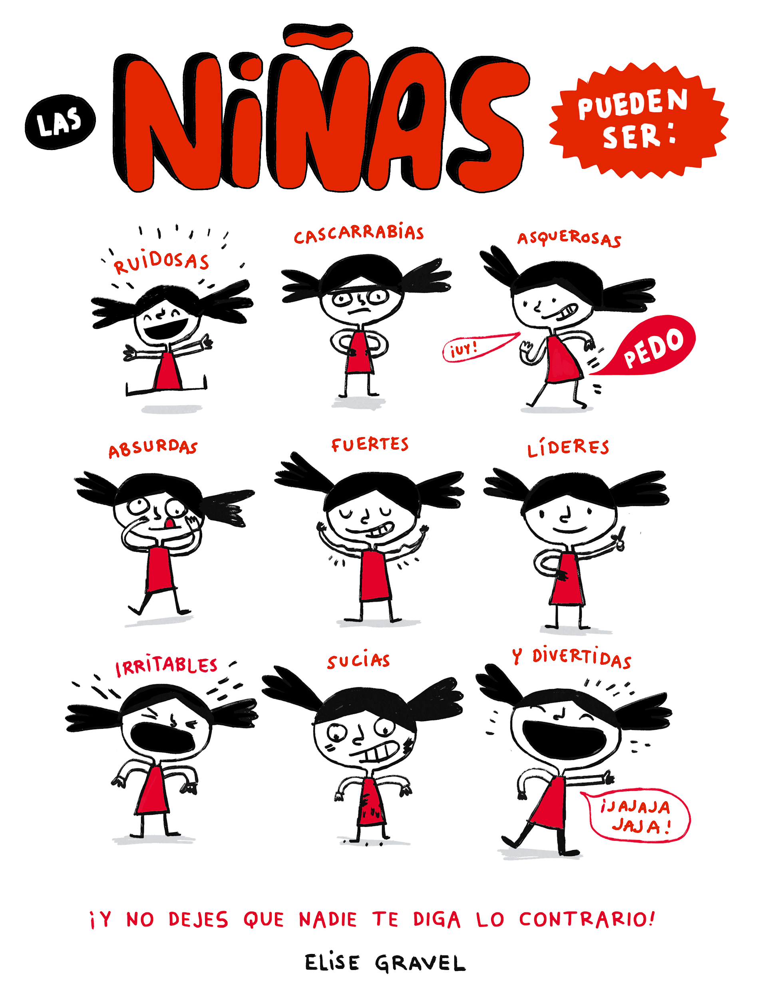 LAS
NiÑAS
PUEDEN
SER:
RUiDOSAS
CASCARRABiAS
ASQUEROSAS
¡UY!
PEDO
ABSURDAS
FUERTES
LÍDERES
IRRiTABLES
SUCiAS
Y DiVERTiDAS
¡JAJAJA
JAJA!
¡Y NO DEJES QUE NADIE TE DIGA LO CONTRARIO!
ELiSE GRAVEL